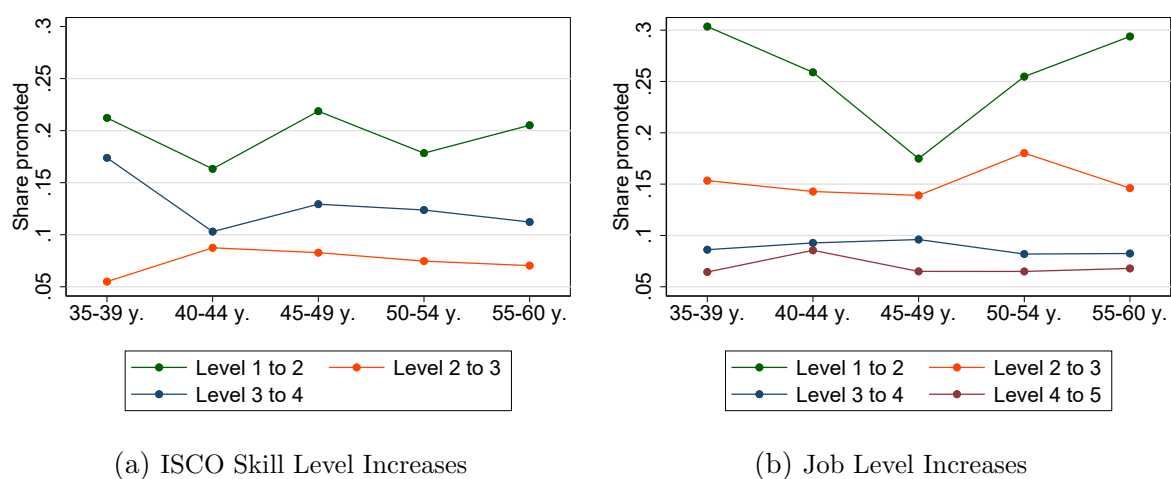 Share promoted
.3
.25
.2
.15
.1
.05
35-39 y. 40-44 y. 45-49 y. 50-54 y. 55-60 y.
Level 1 to 2 Level 2 to 3
Level 3 to 4
(a) ISCO Skill Level Increases
Share promoted
.3
.25
.2
.15
.1
.05
35-39 y. 40-44 y. 45-49 y. 50-54 y. 55-60 y.
Level 1 to 2 Level 2 to 3
Level 3 to 4 Level 4 to 5
(b) Job Level Increases